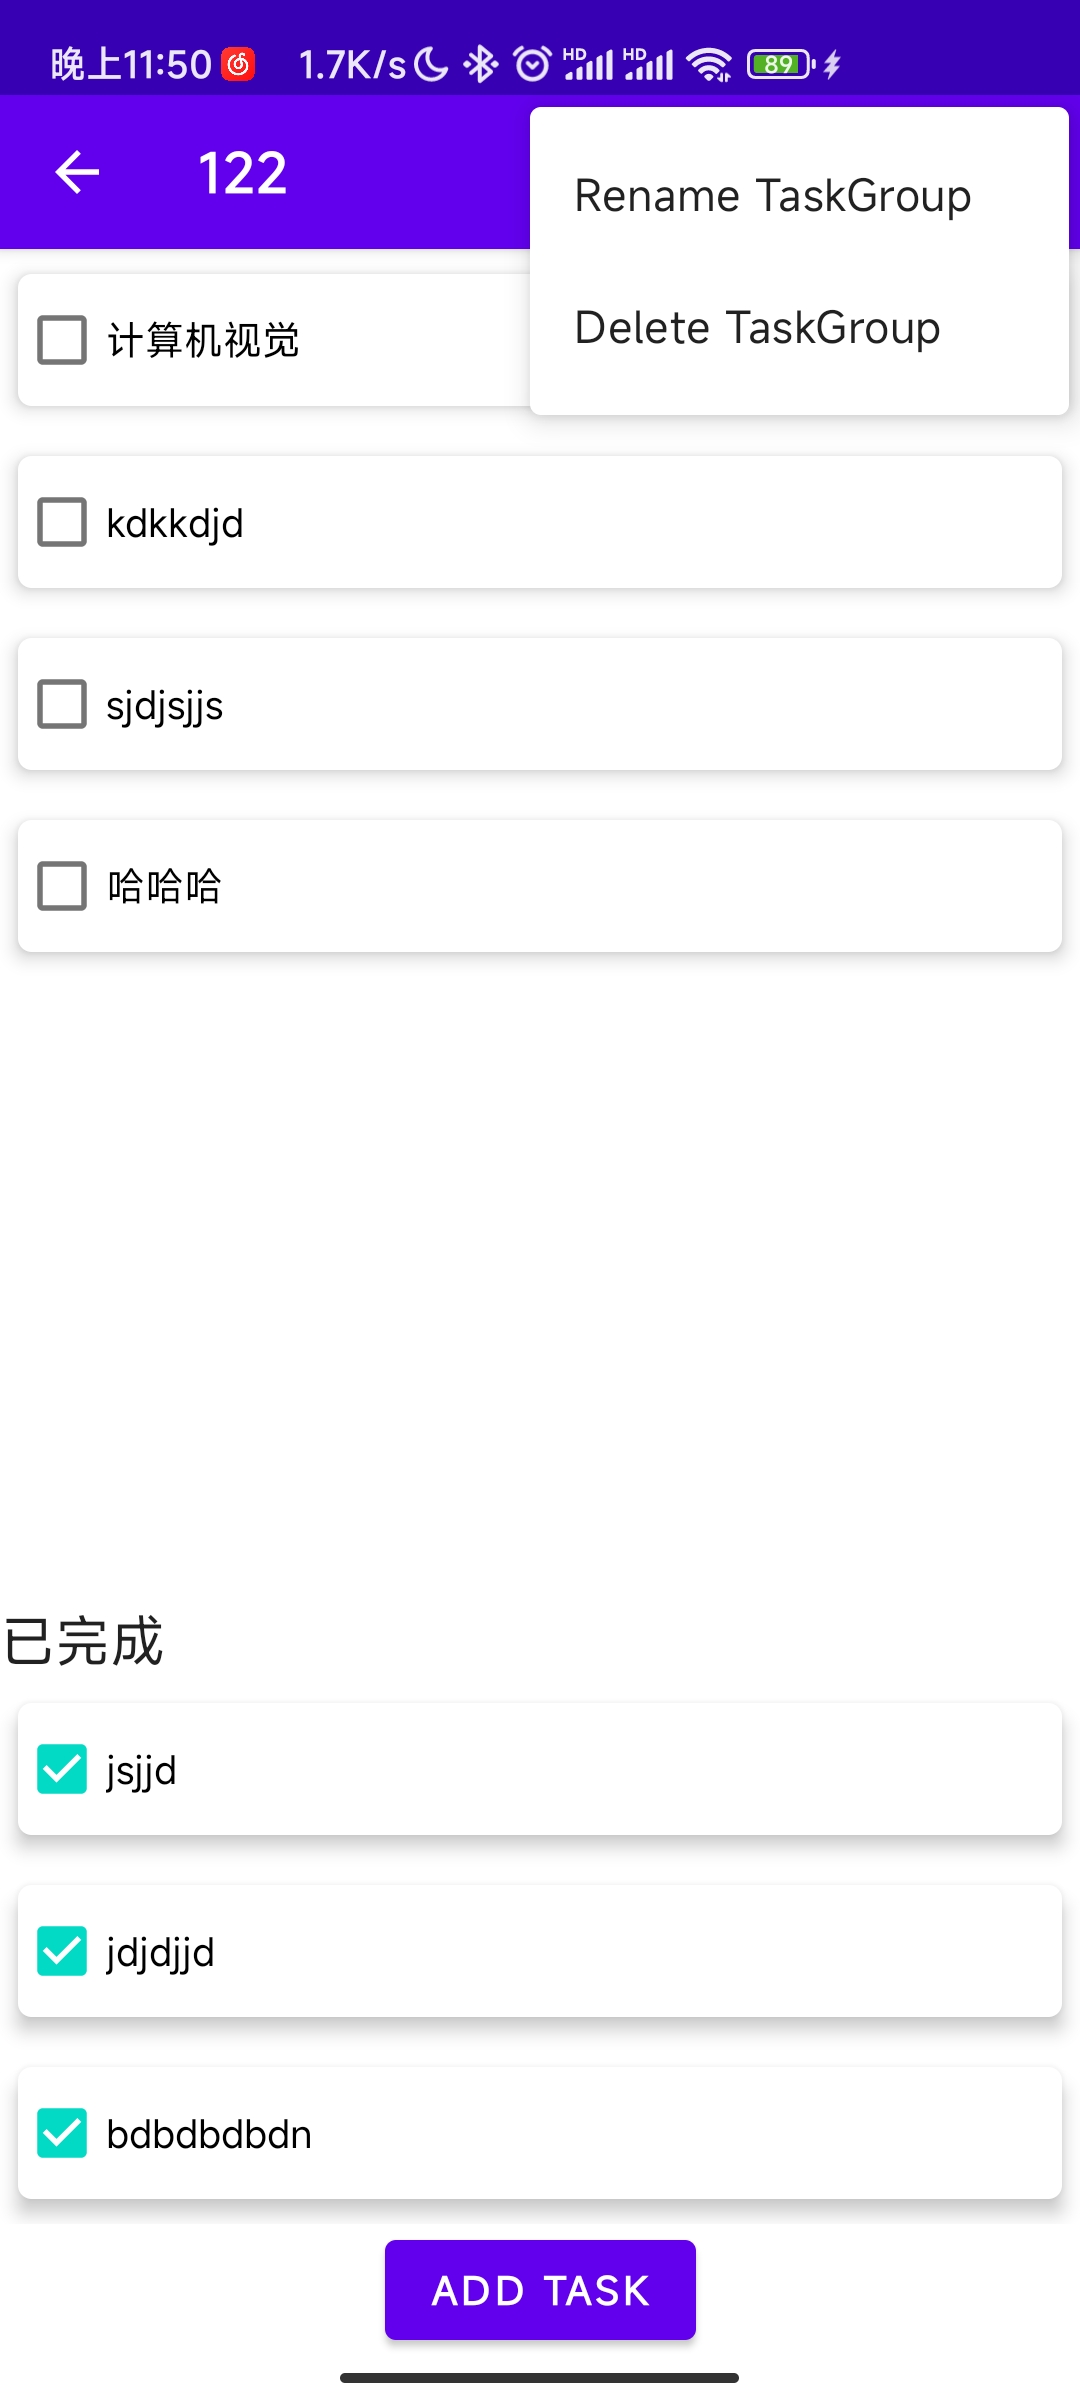 晚上11:50 1.7K/s HD HD 89
122
Rename TaskGroup
Delete TaskGroup
计算机视觉
kdkkdjd
sjdjsjjs
哈哈哈
已完成
jsjjd
jdjdjjd
bdbdbdbdn
ADD TASK